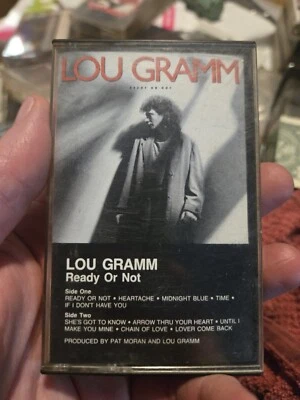 LOU GRAMM
READY OR NOT
LOU GRAMM
Ready Or Not
Side One
READY OR NOT • HEARTACHE • MIDNIGHT BLUE • TIME •
IF I DON'T HAVE YOU
Side Two
SHE'S GOT TO KNOW • ARROW THRU YOUR HEART • UNTIL I
MAKE YOU MINE • CHAIN OF LOVE • LOVER COME BACK
PRODUCED BY PAT MORAN AND LOU GRAMM